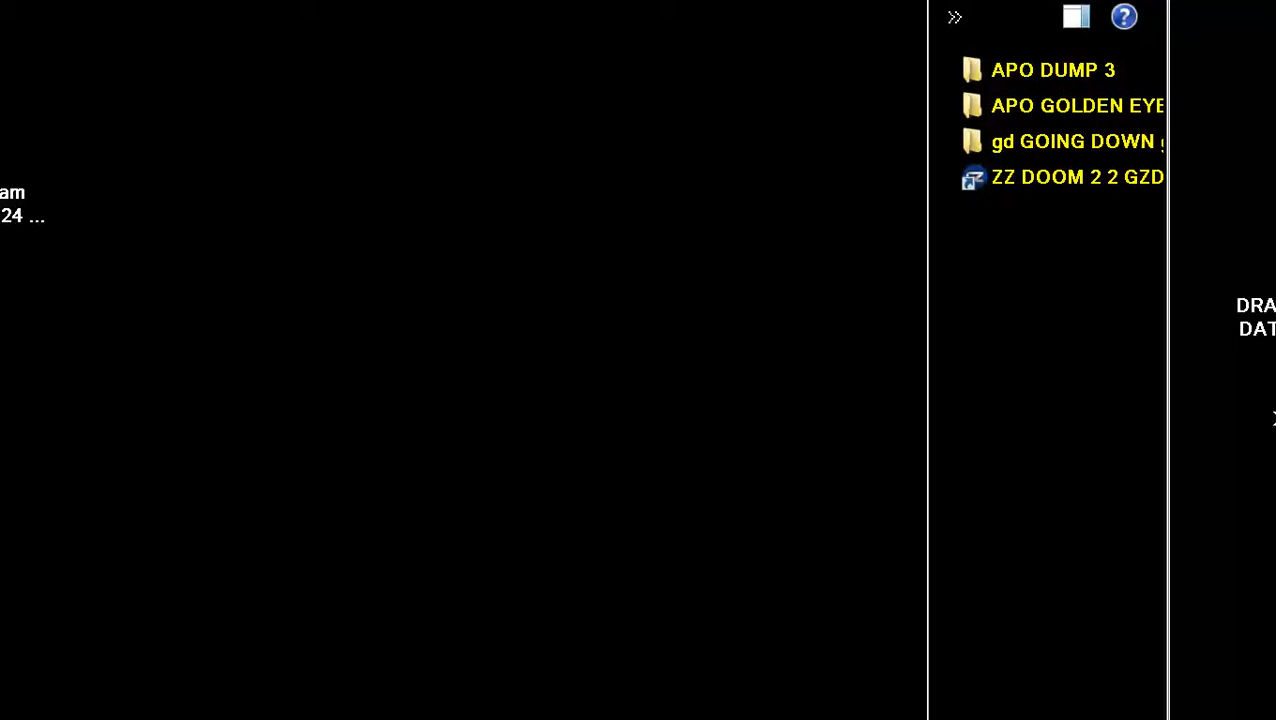 APO DUMP 3
APO GOLDEN EYE
gd GOING DOWN
ZZ DOOM 2 2 GZD
am
24 ...
DRA
DAT